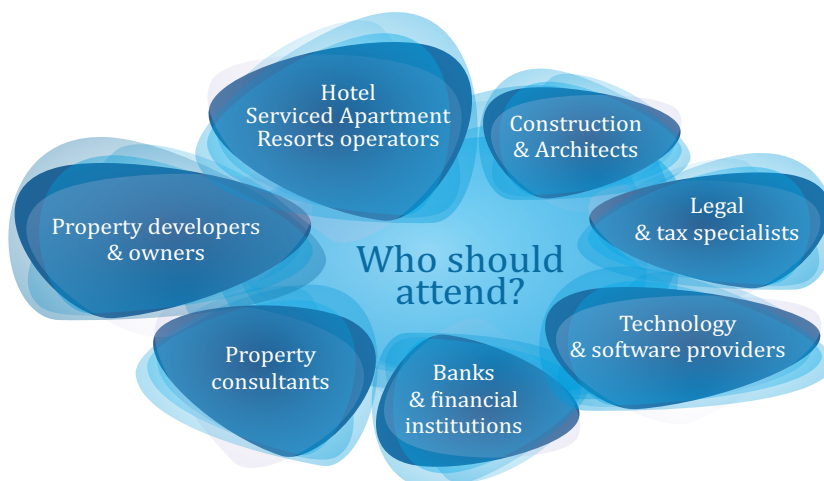 Hotel
Serviced Apartment
Resorts operators
Construction
& Architects
Legal
& tax specialists
Property developers
& owners
Who should
attend?
Technology
& software providers
Property
consultants
Banks
& financial
institutions